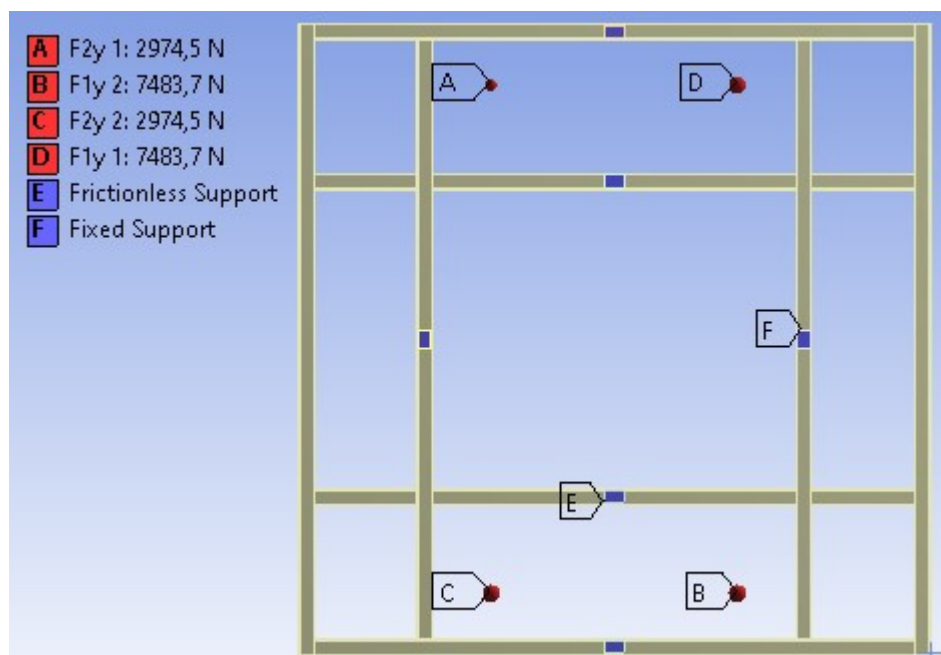 A F2y 1: 2974,5 N
B F1y 2: 7483,7 N
C F2y 2: 2974,5 N
D F1y 1: 7483,7 N
E Frictionless Support
F Fixed Support
A
D
F
E
C
B